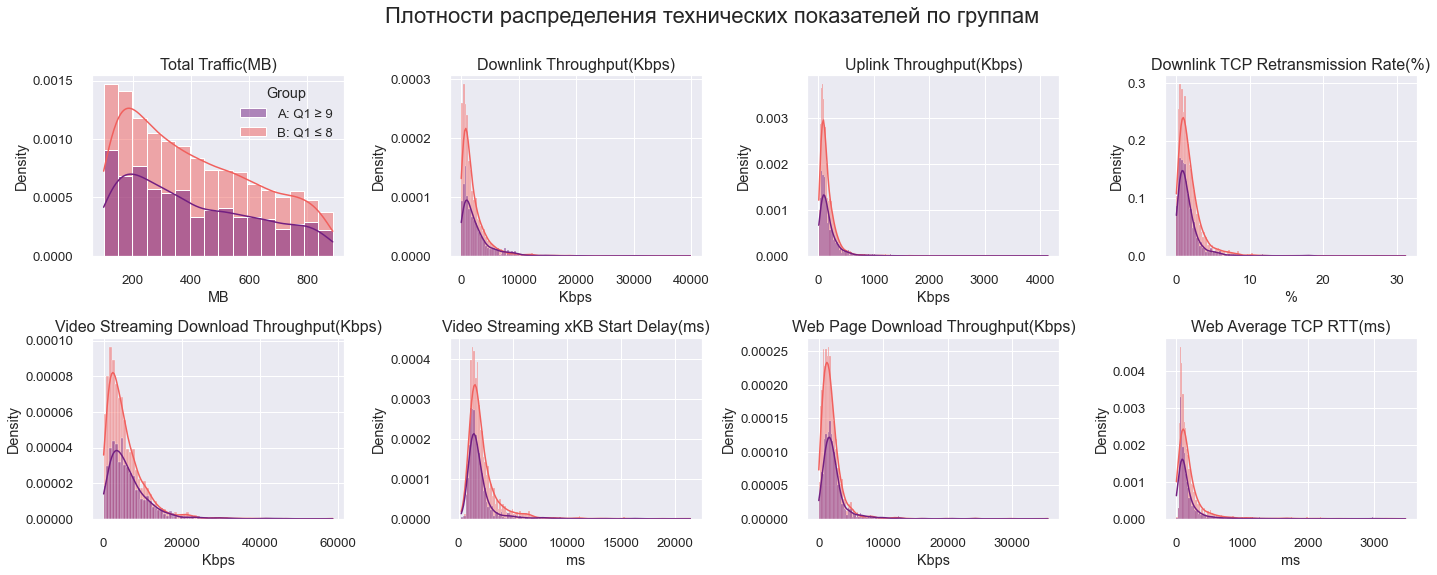 Плотности распределения технических показателей по группам
Total Traffic(MB)
0.0015
0.0010
0.0005
0.0000
Density
Group
A: Q1 ≥ 9
B: Q1 ≤ 8
200 400 600 800
MB
Downlink Throughput(Kbps)
0.0003
0.0002
0.0001
0.0000
Density
0 10000 20000 30000 40000
Kbps
Uplink Throughput(Kbps)
0.003
0.002
0.001
0.000
Density
0 1000 2000 3000 4000
Kbps
Downlink TCP Retransmission Rate(%)
0.3
0.2
0.1
0.0
Density
0 10 20 30
%
Video Streaming Download Throughput(Kbps)
0.00010
0.00008
0.00006
0.00004
0.00002
0.00000
Density
0 20000 40000 60000
Kbps
Video Streaming xKB Start Delay(ms)
0.0004
0.0003
0.0002
0.0001
0.0000
Density
0 5000 10000 15000 20000
ms
Web Page Download Throughput(Kbps)
0.00025
0.00020
0.00015
0.00010
0.00005
0.00000
Density
0 10000 20000 30000
Kbps
Web Average TCP RTT(ms)
0.004
0.003
0.002
0.001
0.000
Density
0 1000 2000 3000
ms